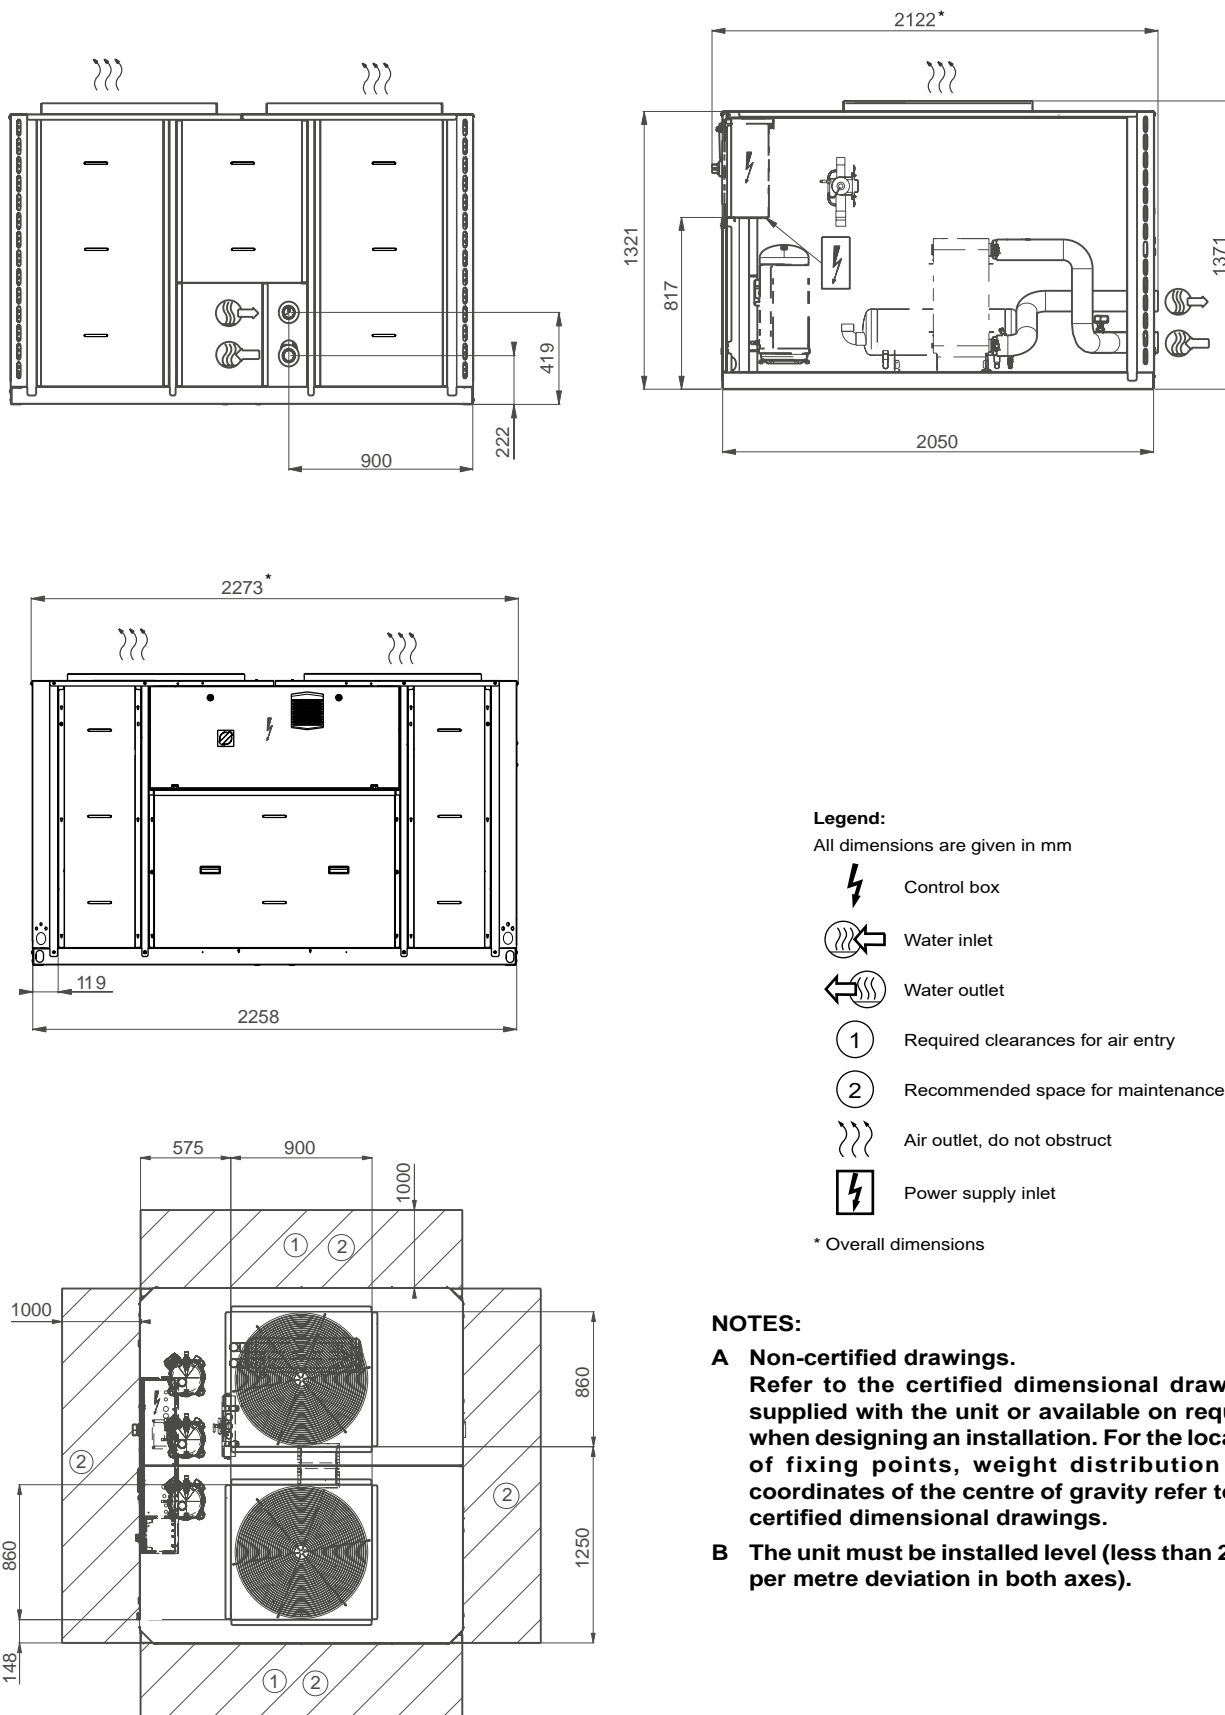 2122*
1321
817
1371
419
222
900
2050
2273*
119
2258
Legend:
All dimensions are given in mm
Control box
Water inlet
Water outlet
1 Required clearances for air entry
2 Recommended space for maintenance
Air outlet, do not obstruct
Power supply inlet
* Overall dimensions
575
900
1000
1 2
1000
860
2
2
860
1250
148
1 2
NOTES:
A Non-certified drawings.
Refer to the certified dimensional draw
supplied with the unit or available on requ
when designing an installation. For the loca
of fixing points, weight distribution
coordinates of the centre of gravity refer to
certified dimensional drawings.
B The unit must be installed level (less than 2
per metre deviation in both axes).